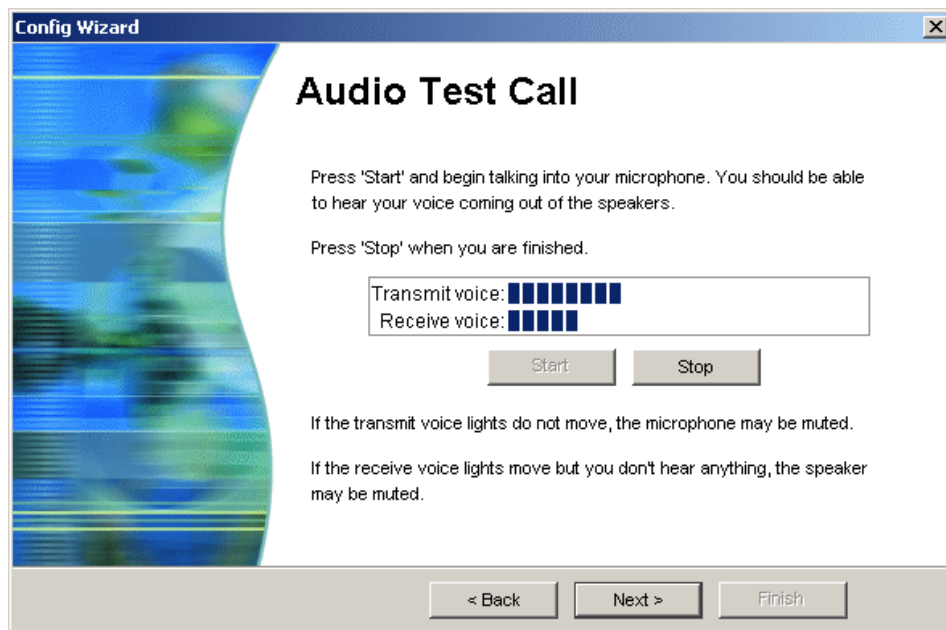 Config Wizard
Audio Test Call
Press 'Start' and begin talking into your microphone. You should be able
to hear your voice coming out of the speakers.
Press 'Stop' when you are finished.
Transmit voice:
Receive voice:
Start Stop
If the transmit voice lights do not move, the microphone may be muted.
If the receive voice lights move but you don't hear anything, the speaker
may be muted.
< Back Next > Finish